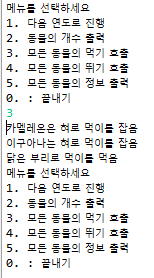 메뉴를 선택하세요
1. 다음 연도로 진행
2. 동물의 개수 출력
3. 모든 동물의 먹기 호출
4. 모든 동물의 뛰기 호출
5. 모든 동물의 정보 출력
0. : 끝내기
3
카멜레온은 혀로 먹이를 잡음
이구아나는 혀로 먹이를 잡음
닭은 부리로 먹이를 먹음
메뉴를 선택하세요
1. 다음 연도로 진행
2. 동물의 개수 출력
3. 모든 동물의 먹기 호출
4. 모든 동물의 뛰기 호출
5. 모든 동물의 정보 출력
0. : 끝내기